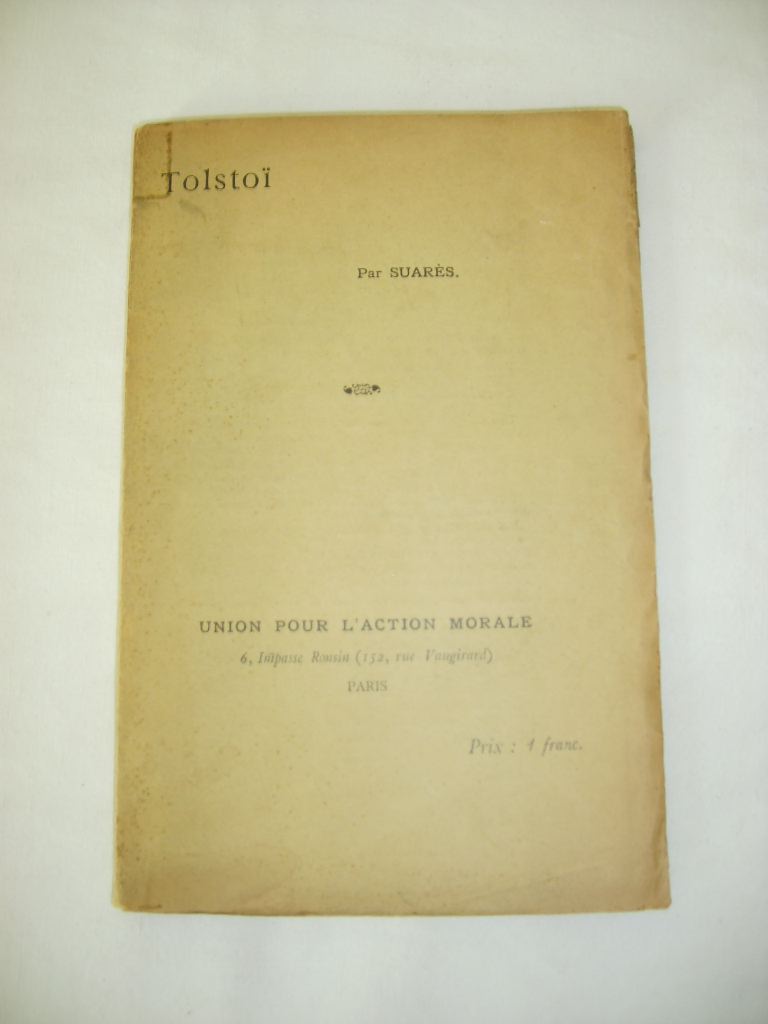 Tolstoï
Par SUARÈS.
UNION POUR L'ACTION MORALE
6, Impasse Ronsin (152, rue Vaugirard)
PARIS
Prix : 1 franc.